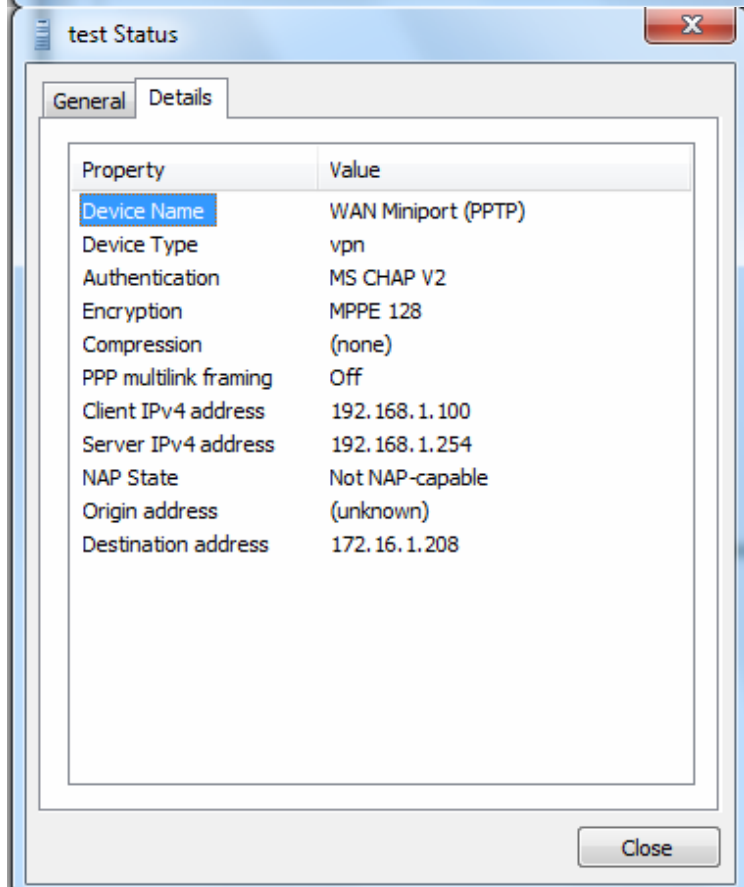 test Status
General Details
Property Value
Device Name WAN Miniport (PPTP)
Device Type vpn
Authentication MS CHAP V2
Encryption MPPE 128
Compression (none)
PPP multilink framing Off
Client IPv4 address 192.168.1.100
Server IPv4 address 192.168.1.254
NAP State Not NAP-capable
Origin address (unknown)
Destination address 172.16.1.208
Close